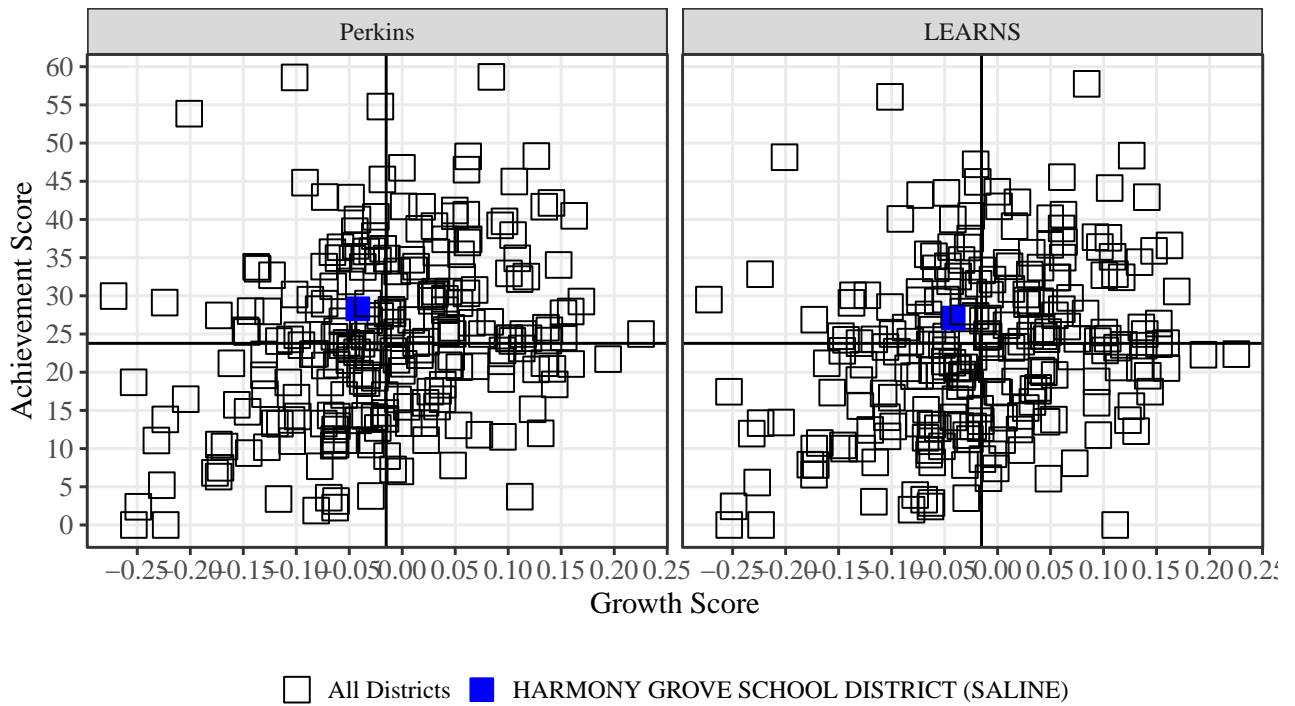 Perkins LEARNS
60
55
50
45
40
35
30
25
20
15
10
5
0
Achievement Score
−0.25 −0.20 −0.15 −0.10 −0.05 0.00 0.05 0.10 0.15 0.20 0.25 −0.25 −0.20 −0.15 −0.10 −0.05 0.00 0.05 0.10 0.15 0.20 0.25
Growth Score
All Districts HARMONY GROVE SCHOOL DISTRICT (SALINE)